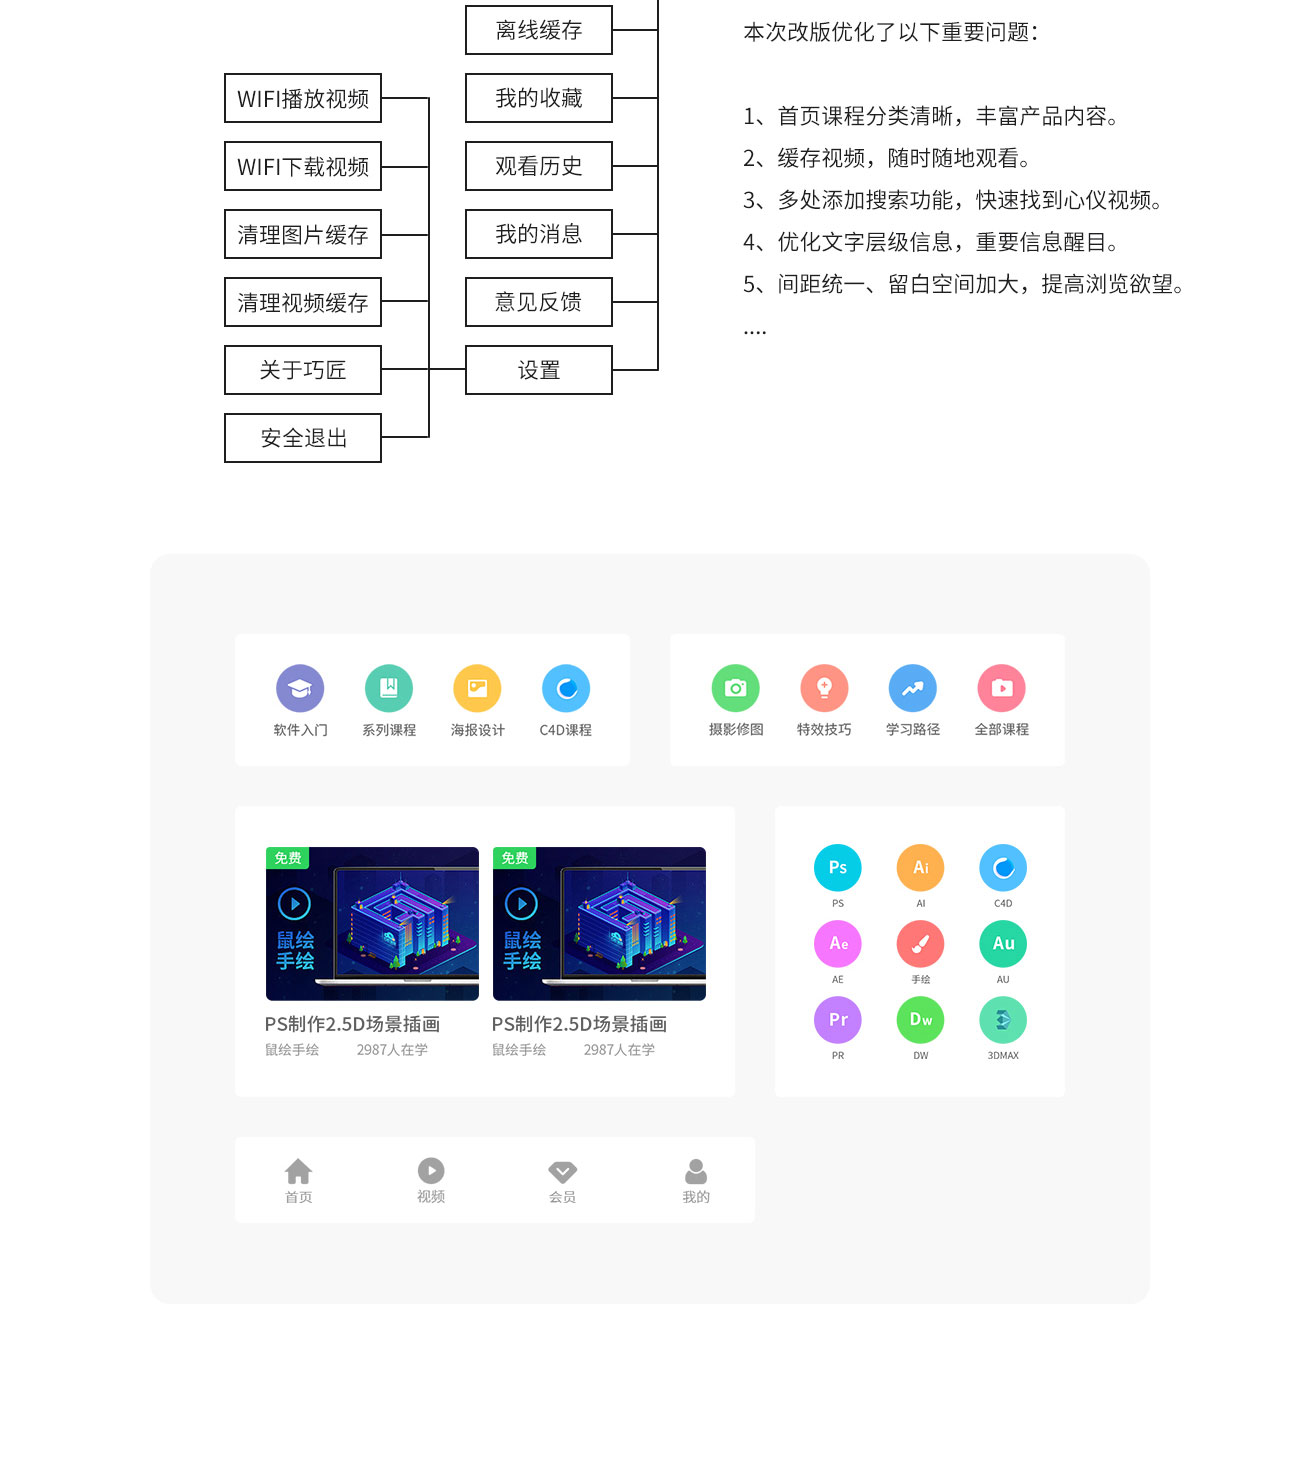 离线缓存
我的收藏
观看历史
我的消息
意见反馈
设置
WIFI播放视频
WIFI下载视频
清理图片缓存
清理视频缓存
关于巧匠
安全退出
本次改版优化了以下重要问题：
1、首页课程分类清晰，丰富产品内容。
2、缓存视频，随时随地观看。
3、多处添加搜索功能，快速找到心仪视频。
4、优化文字层级信息，重要信息醒目。
5、间距统一、留白空间加大，提高浏览欲望。
....
软件入门 系列课程 海报设计 C4D课程
摄影修图 特效技巧 学习路径 全部课程
免费
鼠绘
手绘
PS制作2.5D场景插画
鼠绘手绘 2987人在学
免费
鼠绘
手绘
PS制作2.5D场景插画
鼠绘手绘 2987人在学
Ps Ai
PS AI C4D
Ae Au
AE 手绘 AU
Pr Dw
PR DW 3DMAX
首页 视频 会员 我的